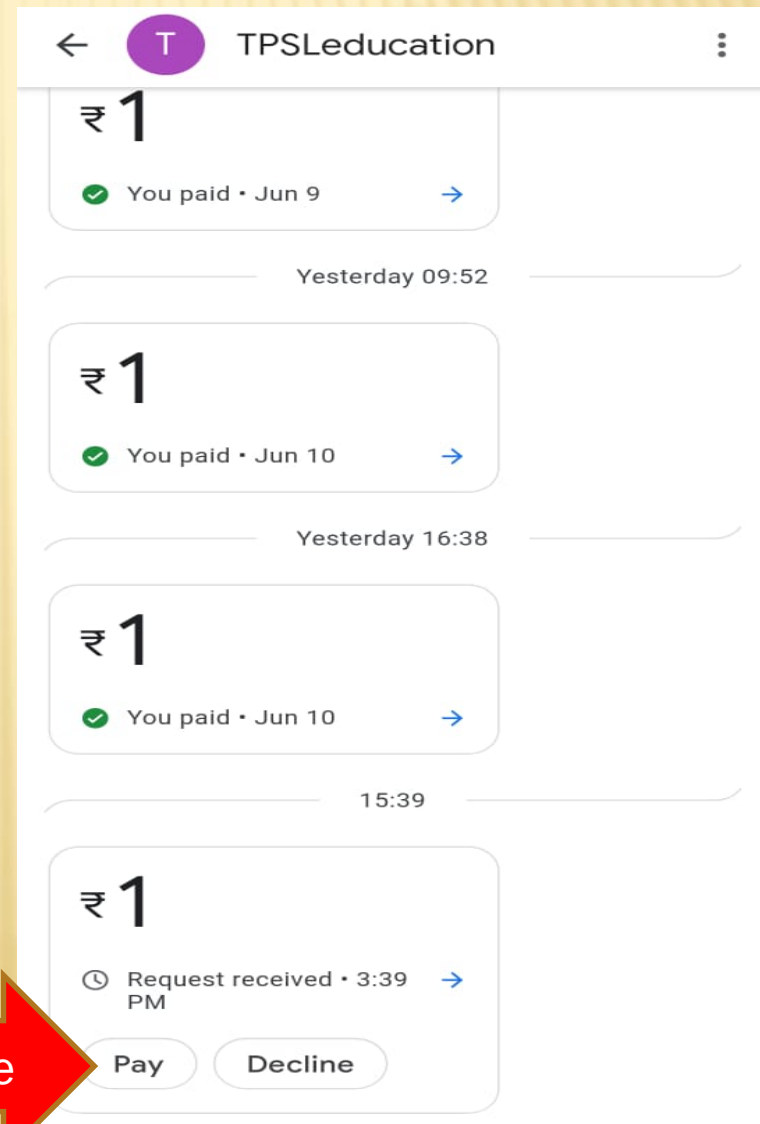 T TPSLeducation
₹1
You paid • Jun 9
Yesterday 09:52
₹1
You paid • Jun 10
Yesterday 16:38
₹1
You paid • Jun 10
15:39
₹1
Request received • 3:39
PM
Pay Decline